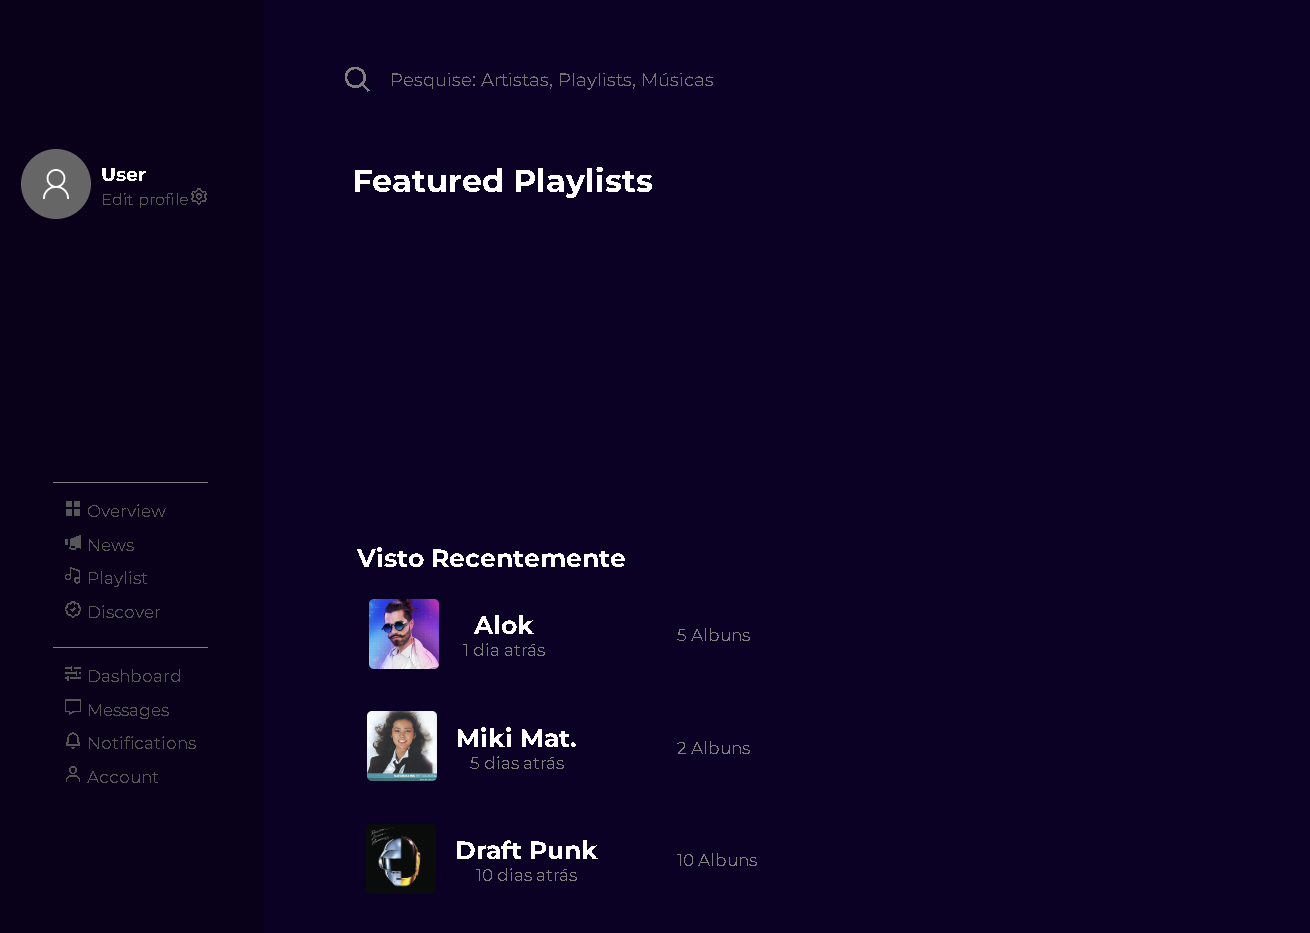 Pesquise: Artistas, Playlists, Músicas
User
Edit profile
Featured Playlists
Overview
News
Playlist
Discover
Dashboard
Messages
Notifications
Account
Visto Recentemente
Alok
1 dia atrás
5 Albuns
Miki Mat.
5 dias atrás
2 Albuns
Draft Punk
10 dias atrás
10 Albuns